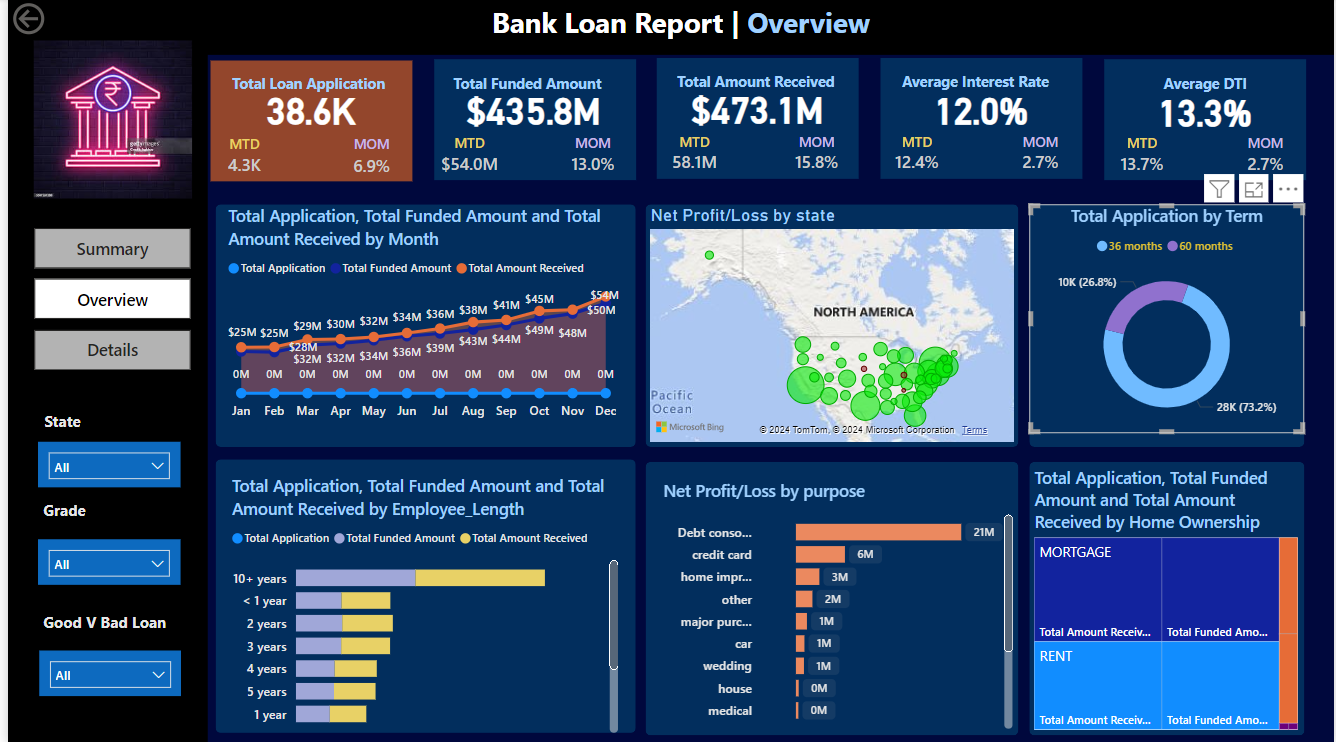 Bank Loan Report | Overview
Total Loan Application
38.6K
MTD MOM
4.3K 6.9%
Total Funded Amount
$435.8M
MTD MOM
$54.0M 13.0%
Total Amount Received
$473.1M
MTD MOM
58.1M 15.8%
Average Interest Rate
12.0%
MTD MOM
12.4% 2.7%
Average DTI
13.3%
MTD MOM
13.7% 2.7%
₹
Summary
Overview
Details
State
All
Grade
All
Good V Bad Loan
All
Total Application, Total Funded Amount and Total
Amount Received by Month
Total Application Total Funded Amount Total Amount Received
$25M $25M $29M $30M $32M $34M $36M $38M $41M $45M $54M
$28M $32M $32M $34M $36M $39M $43M $44M $49M $48M $50M
0M 0M 0M 0M 0M 0M 0M 0M 0M 0M 0M 0M
Jan Feb Mar Apr May Jun Jul Aug Sep Oct Nov Dec
Net Profit/Loss by state
NORTH AMERICA
Pacific
Ocean
Microsoft Bing
© 2024 TomTom, © 2024 Microsoft Corporation Terms
Total Application by Term
36 months 60 months
10K (26.8%)
28K (73.2%)
Total Application, Total Funded Amount and Total
Amount Received by Employee_Length
Total Application Total Funded Amount Total Amount Received
10+ years
< 1 year
2 years
3 years
4 years
5 years
1 year
Net Profit/Loss by purpose
Debt conso... 21M
credit card 6M
home impr... 3M
other 2M
major purc... 1M
car 1M
wedding 1M
house 0M
medical 0M
Total Application, Total Funded
Amount and Total Amount
Received by Home Ownership
MORTGAGE
Total Amount Receiv... Total Funded Amo...
RENT
Total Amount Receiv... Total Funded Amo...